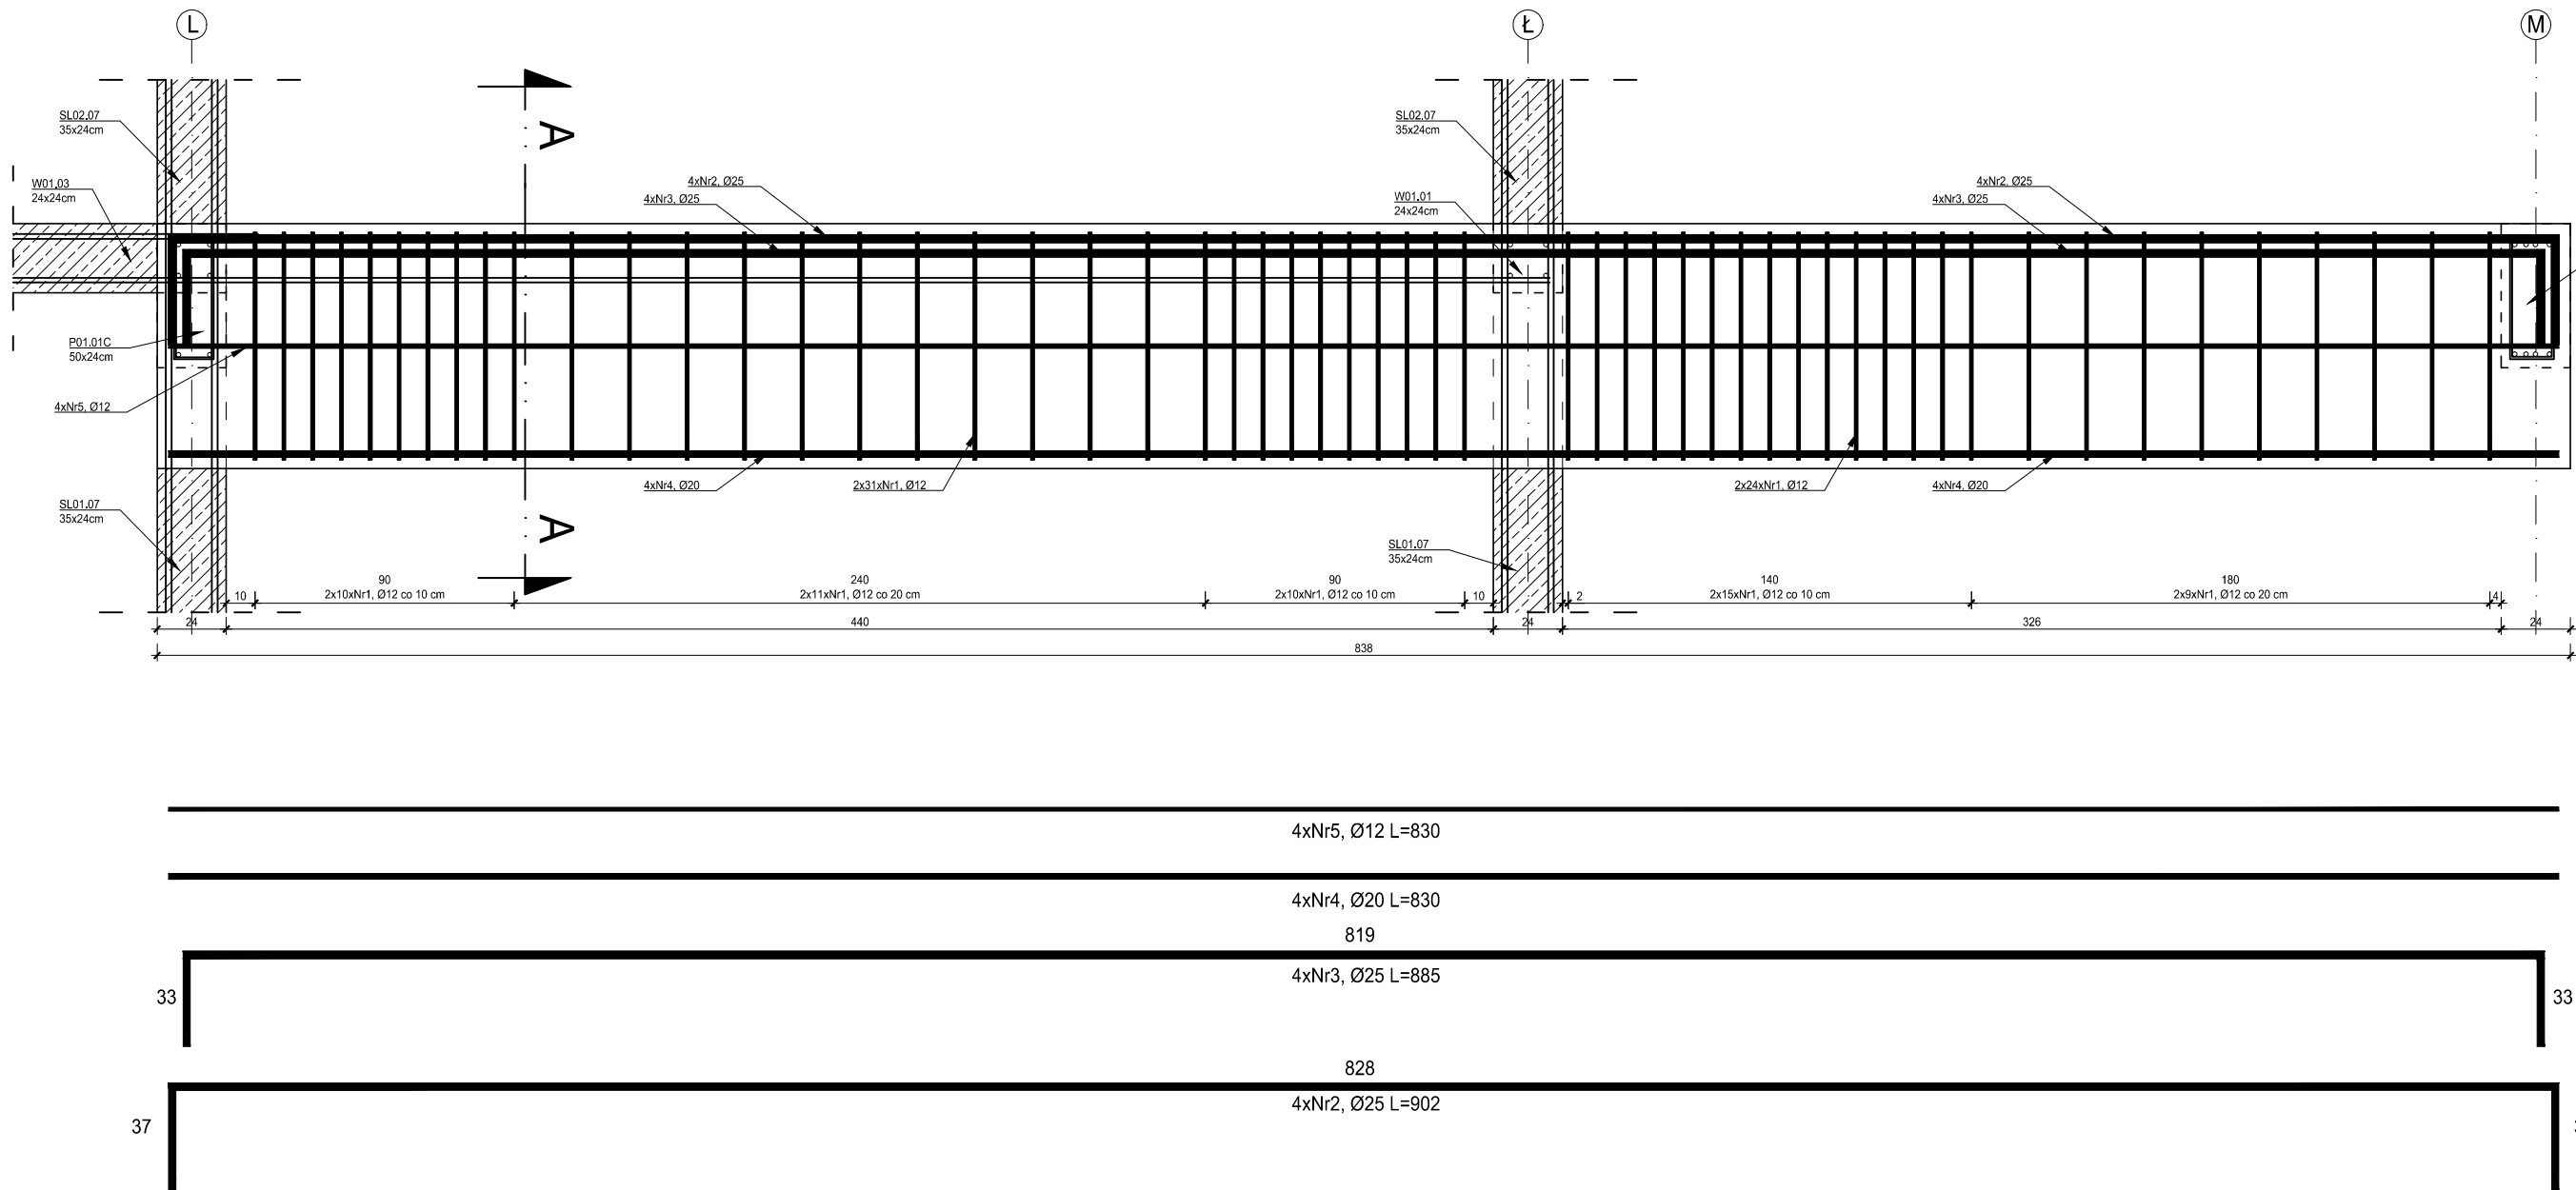 L
Ł
M
SL02.07
35x24cm
A
SL02.07
35x24cm
W01.03
24x24cm
4xNr2, Ø25
4xNr3, Ø25
W01.01
24x24cm
4xNr2, Ø25
4xNr3, Ø25
P01.01C
50x24cm
4xNr5, Ø12
4xNr4, Ø20
2x31xNr1, Ø12
2x24xNr1, Ø12
4xNr4, Ø20
SL01.07
35x24cm
A
SL01.07
35x24cm
90
240
90
140
180
10
2x10xNr1, Ø12 co 10 cm
2x11xNr1, Ø12 co 20 cm
2x10xNr1, Ø12 co 10 cm
10
2
2x15xNr1, Ø12 co 10 cm
2x9xNr1, Ø12 co 20 cm
4
24
440
24
326
24
838
4xNr5, Ø12 L=830
4xNr4, Ø20 L=830
819
4xNr3, Ø25 L=885
33
33
828
4xNr2, Ø25 L=902
37